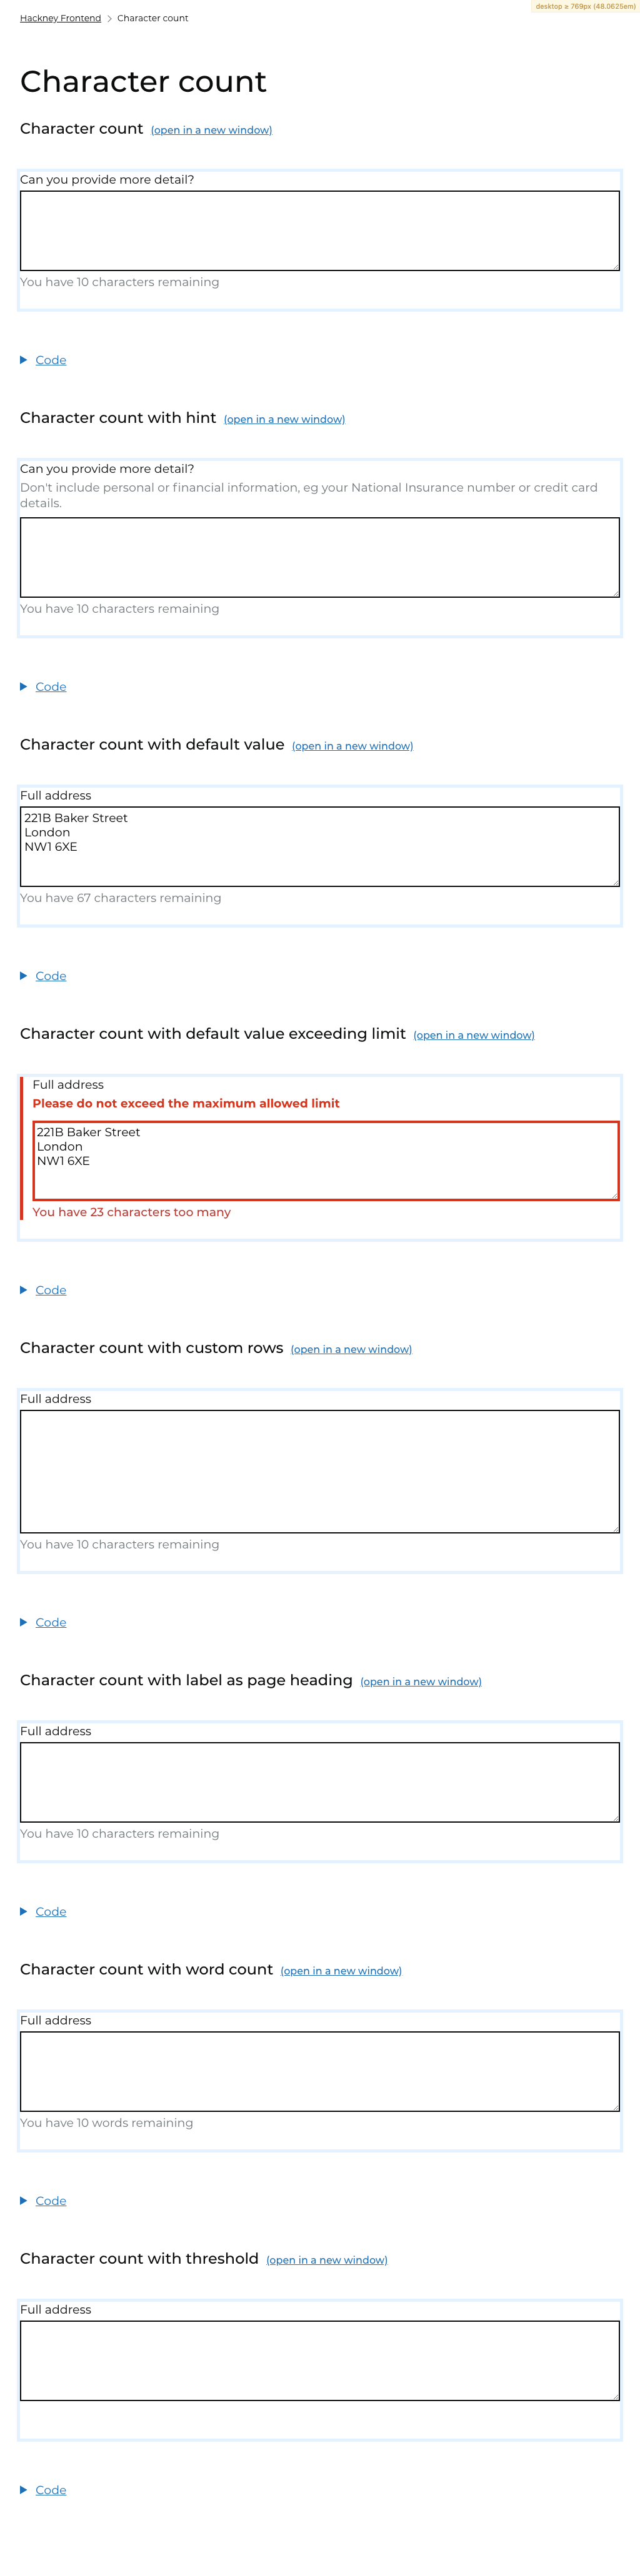 desktop ≥ 769px (48.0625em)
Hackney Frontend > Character count
Character count
Character count (open in a new window)
Can you provide more detail?
You have 10 characters remaining
Code
Character count with hint (open in a new window)
Can you provide more detail?
Don't include personal or financial information, eg your National Insurance number or credit card
details.
You have 10 characters remaining
Code
Character count with default value (open in a new window)
Full address
221B Baker Street
London
NW1 6XE
You have 67 characters remaining
Code
Character count with default value exceeding limit (open in a new window)
Full address
Please do not exceed the maximum allowed limit
221B Baker Street
London
NW1 6XE
You have 23 characters too many
Code
Character count with custom rows (open in a new window)
Full address
You have 10 characters remaining
Code
Character count with label as page heading (open in a new window)
Full address
You have 10 characters remaining
Code
Character count with word count (open in a new window)
Full address
You have 10 words remaining
Code
Character count with threshold (open in a new window)
Full address
Code